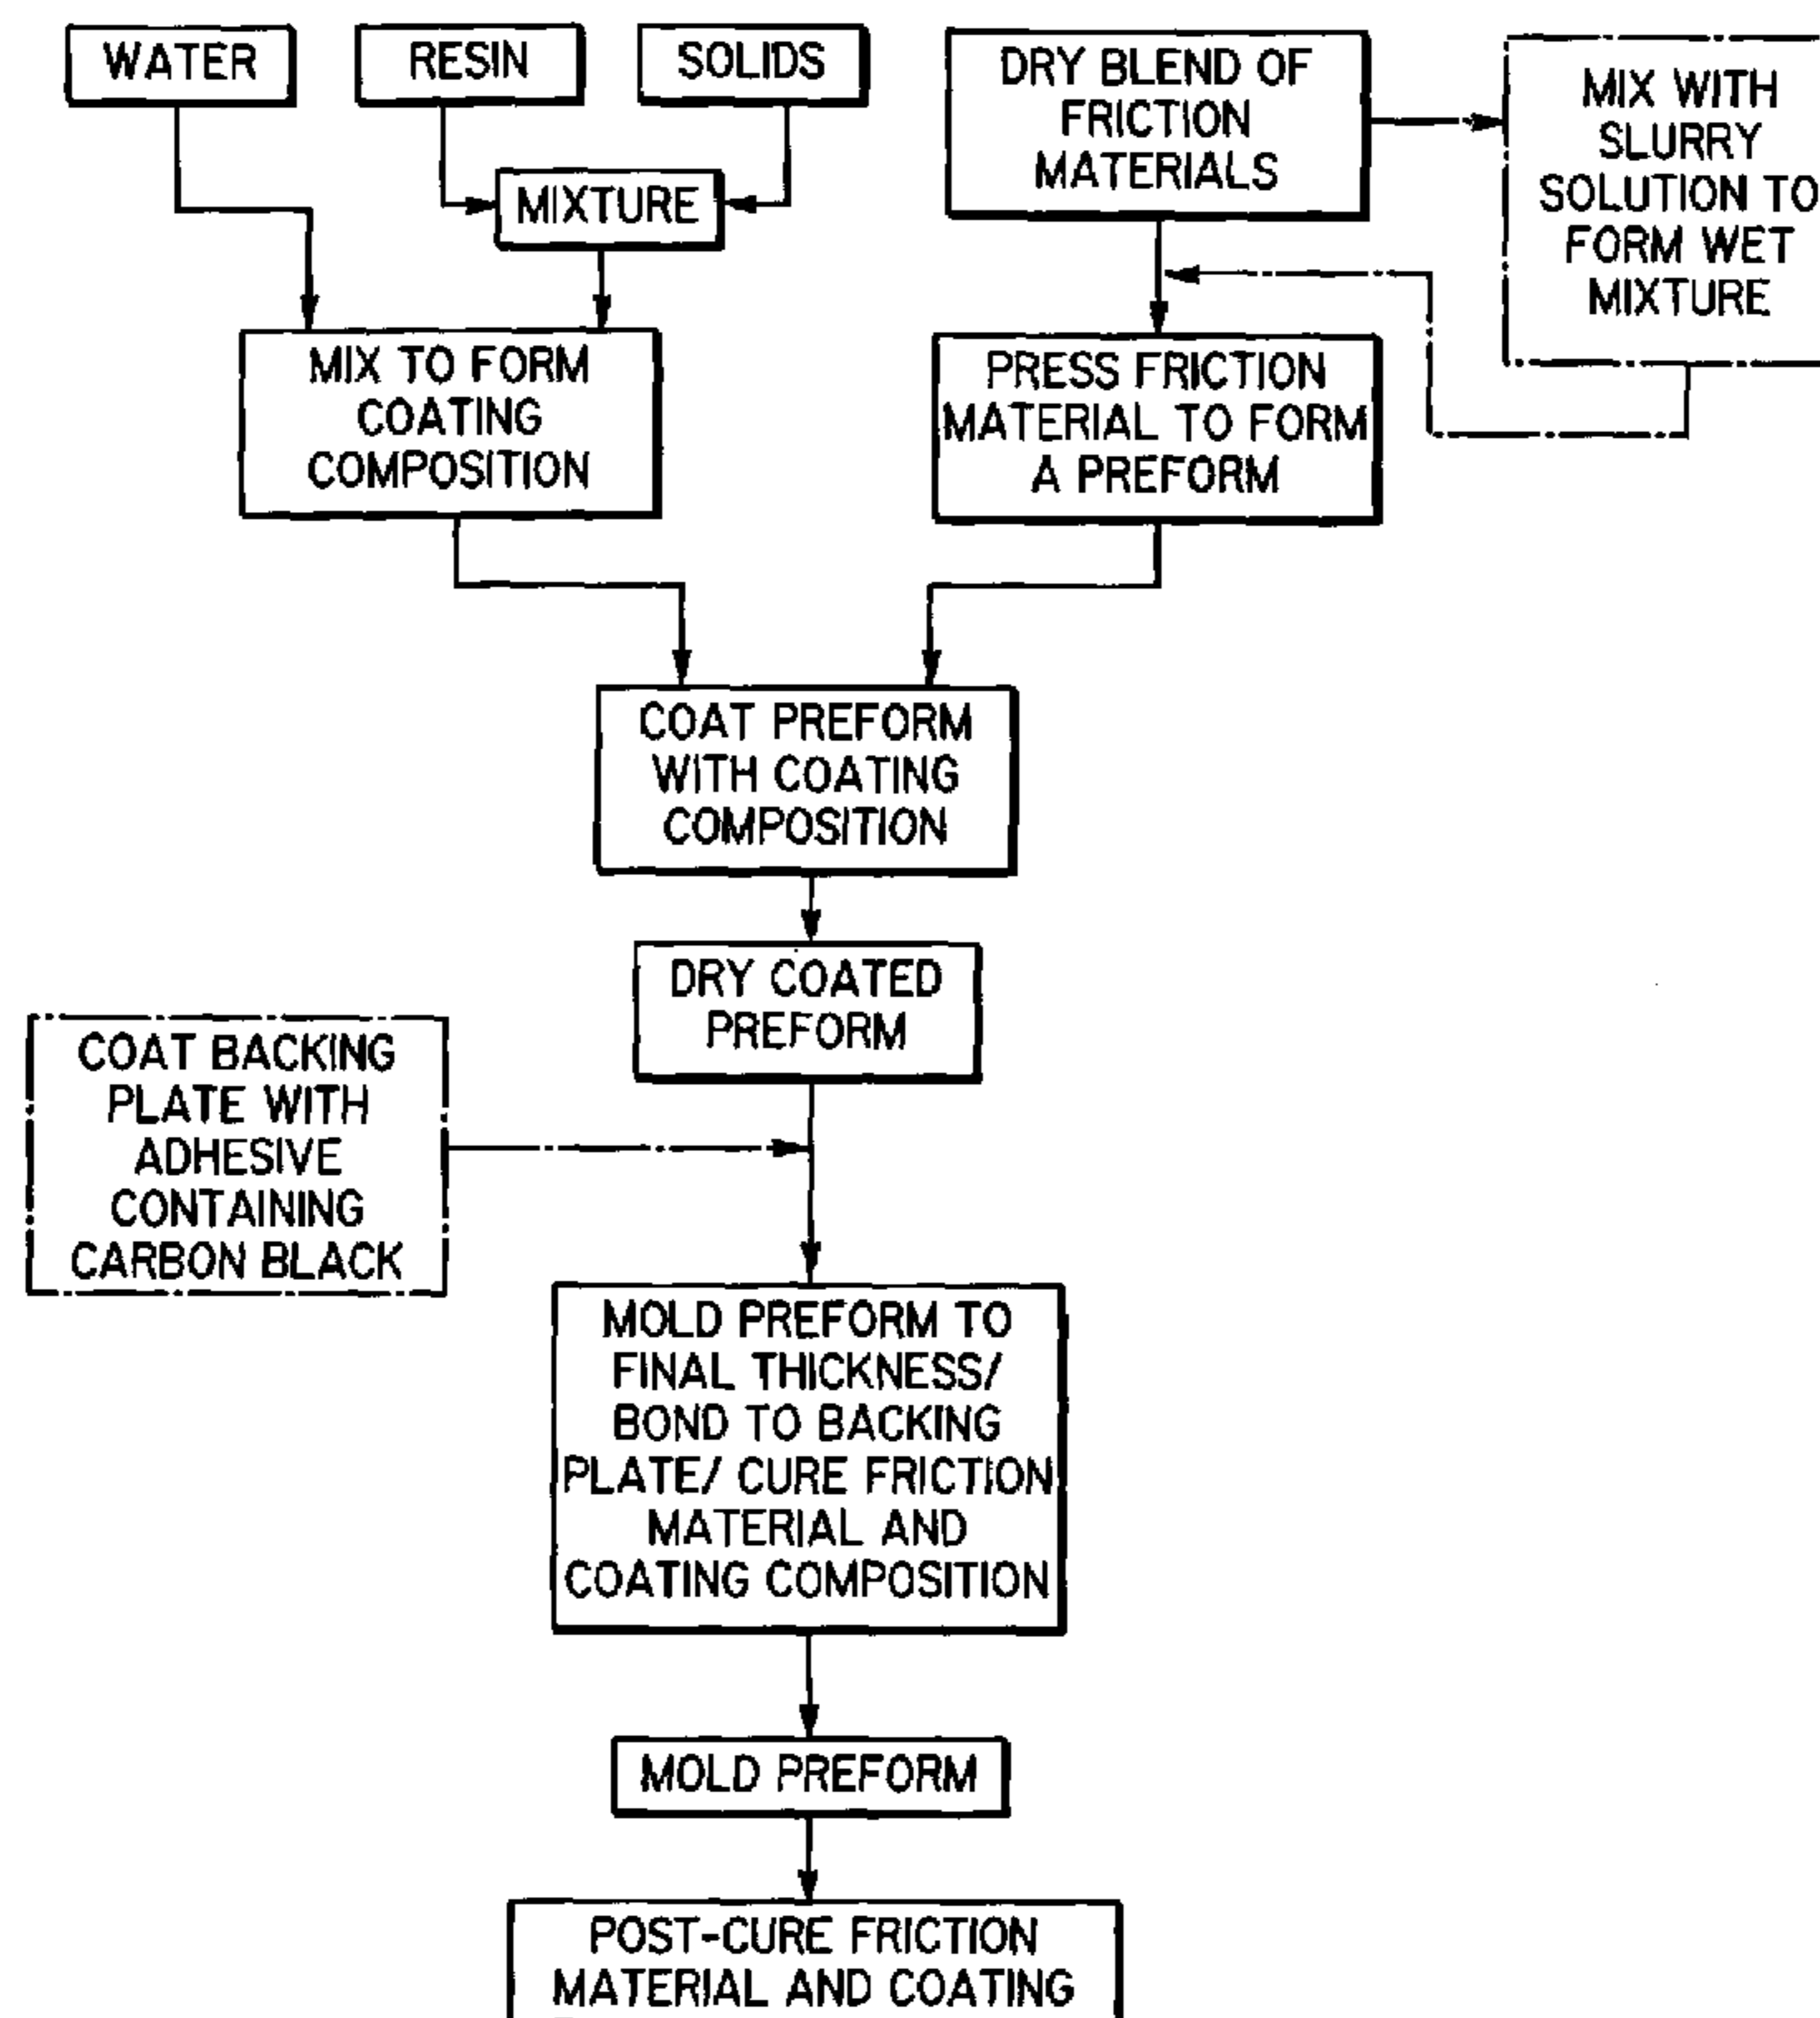 WATER
RESIN
SOLIDS
MIXTURE
DRY BLEND OF
FRICTION
MATERIALS
MIX WITH
SLURRY
SOLUTION TO
FORM WET
MIXTURE
MIX TO FORM
COATING
COMPOSITION
PRESS FRICTION
MATERIAL TO FORM
A PREFORM
COAT PREFORM
WITH COATING
COMPOSITION
DRY COATED
PREFORM
COAT BACKING
PLATE WITH
ADHESIVE
CONTAINING
CARBON BLACK
MOLD PREFORM TO
FINAL THICKNESS/
BOND TO BACKING
PLATE/ CURE FRICTION
MATERIAL AND
COATING COMPOSITION
MOLD PREFORM
POST-CURE FRICTION
MATERIAL AND COATING